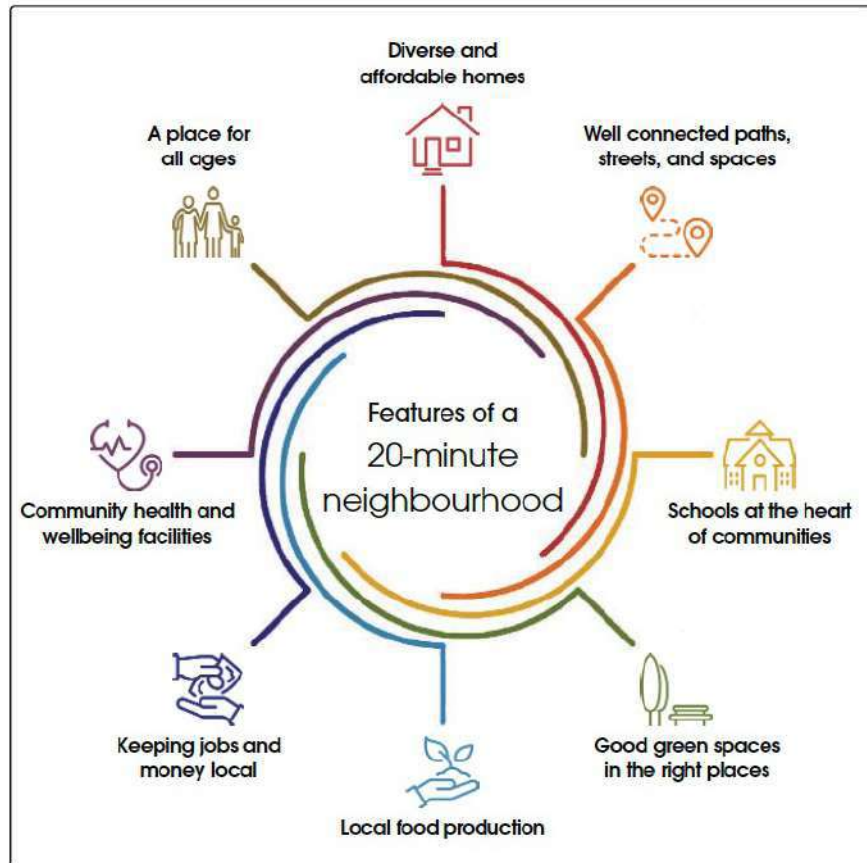 Diverse and
affordable homes
Well connected paths,
streets, and spaces
Schools at the heart
of communities
Good green spaces
in the right places
Local food production
Keeping jobs and
money local
Community health and
wellbeing facilities
A place for
all ages
Features of a
20-minute
neighbourhood